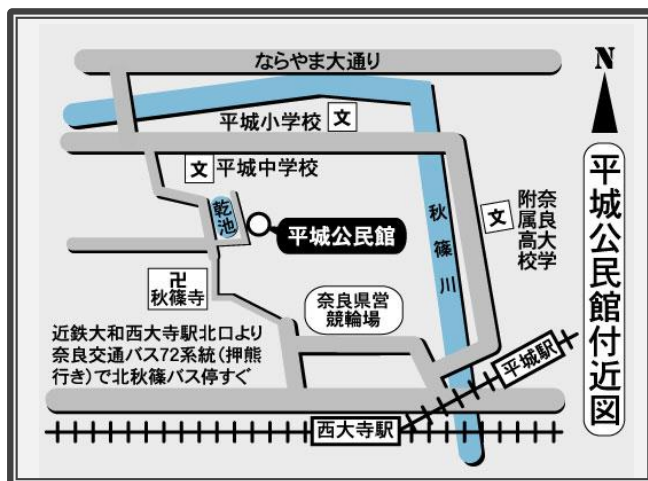 ならやま大通り
N
平城小学校 文
文 平城中学校
乾池
平城公民館
秋篠川
文
奈良大学
附属高校
平城公民館付近図
卍
秋篠寺
奈良県営
競輪場
近鉄大和西大寺駅北口より
奈良交通バス72系統(押熊
行き)で北秋篠バス停すぐ
平城駅
西大寺駅